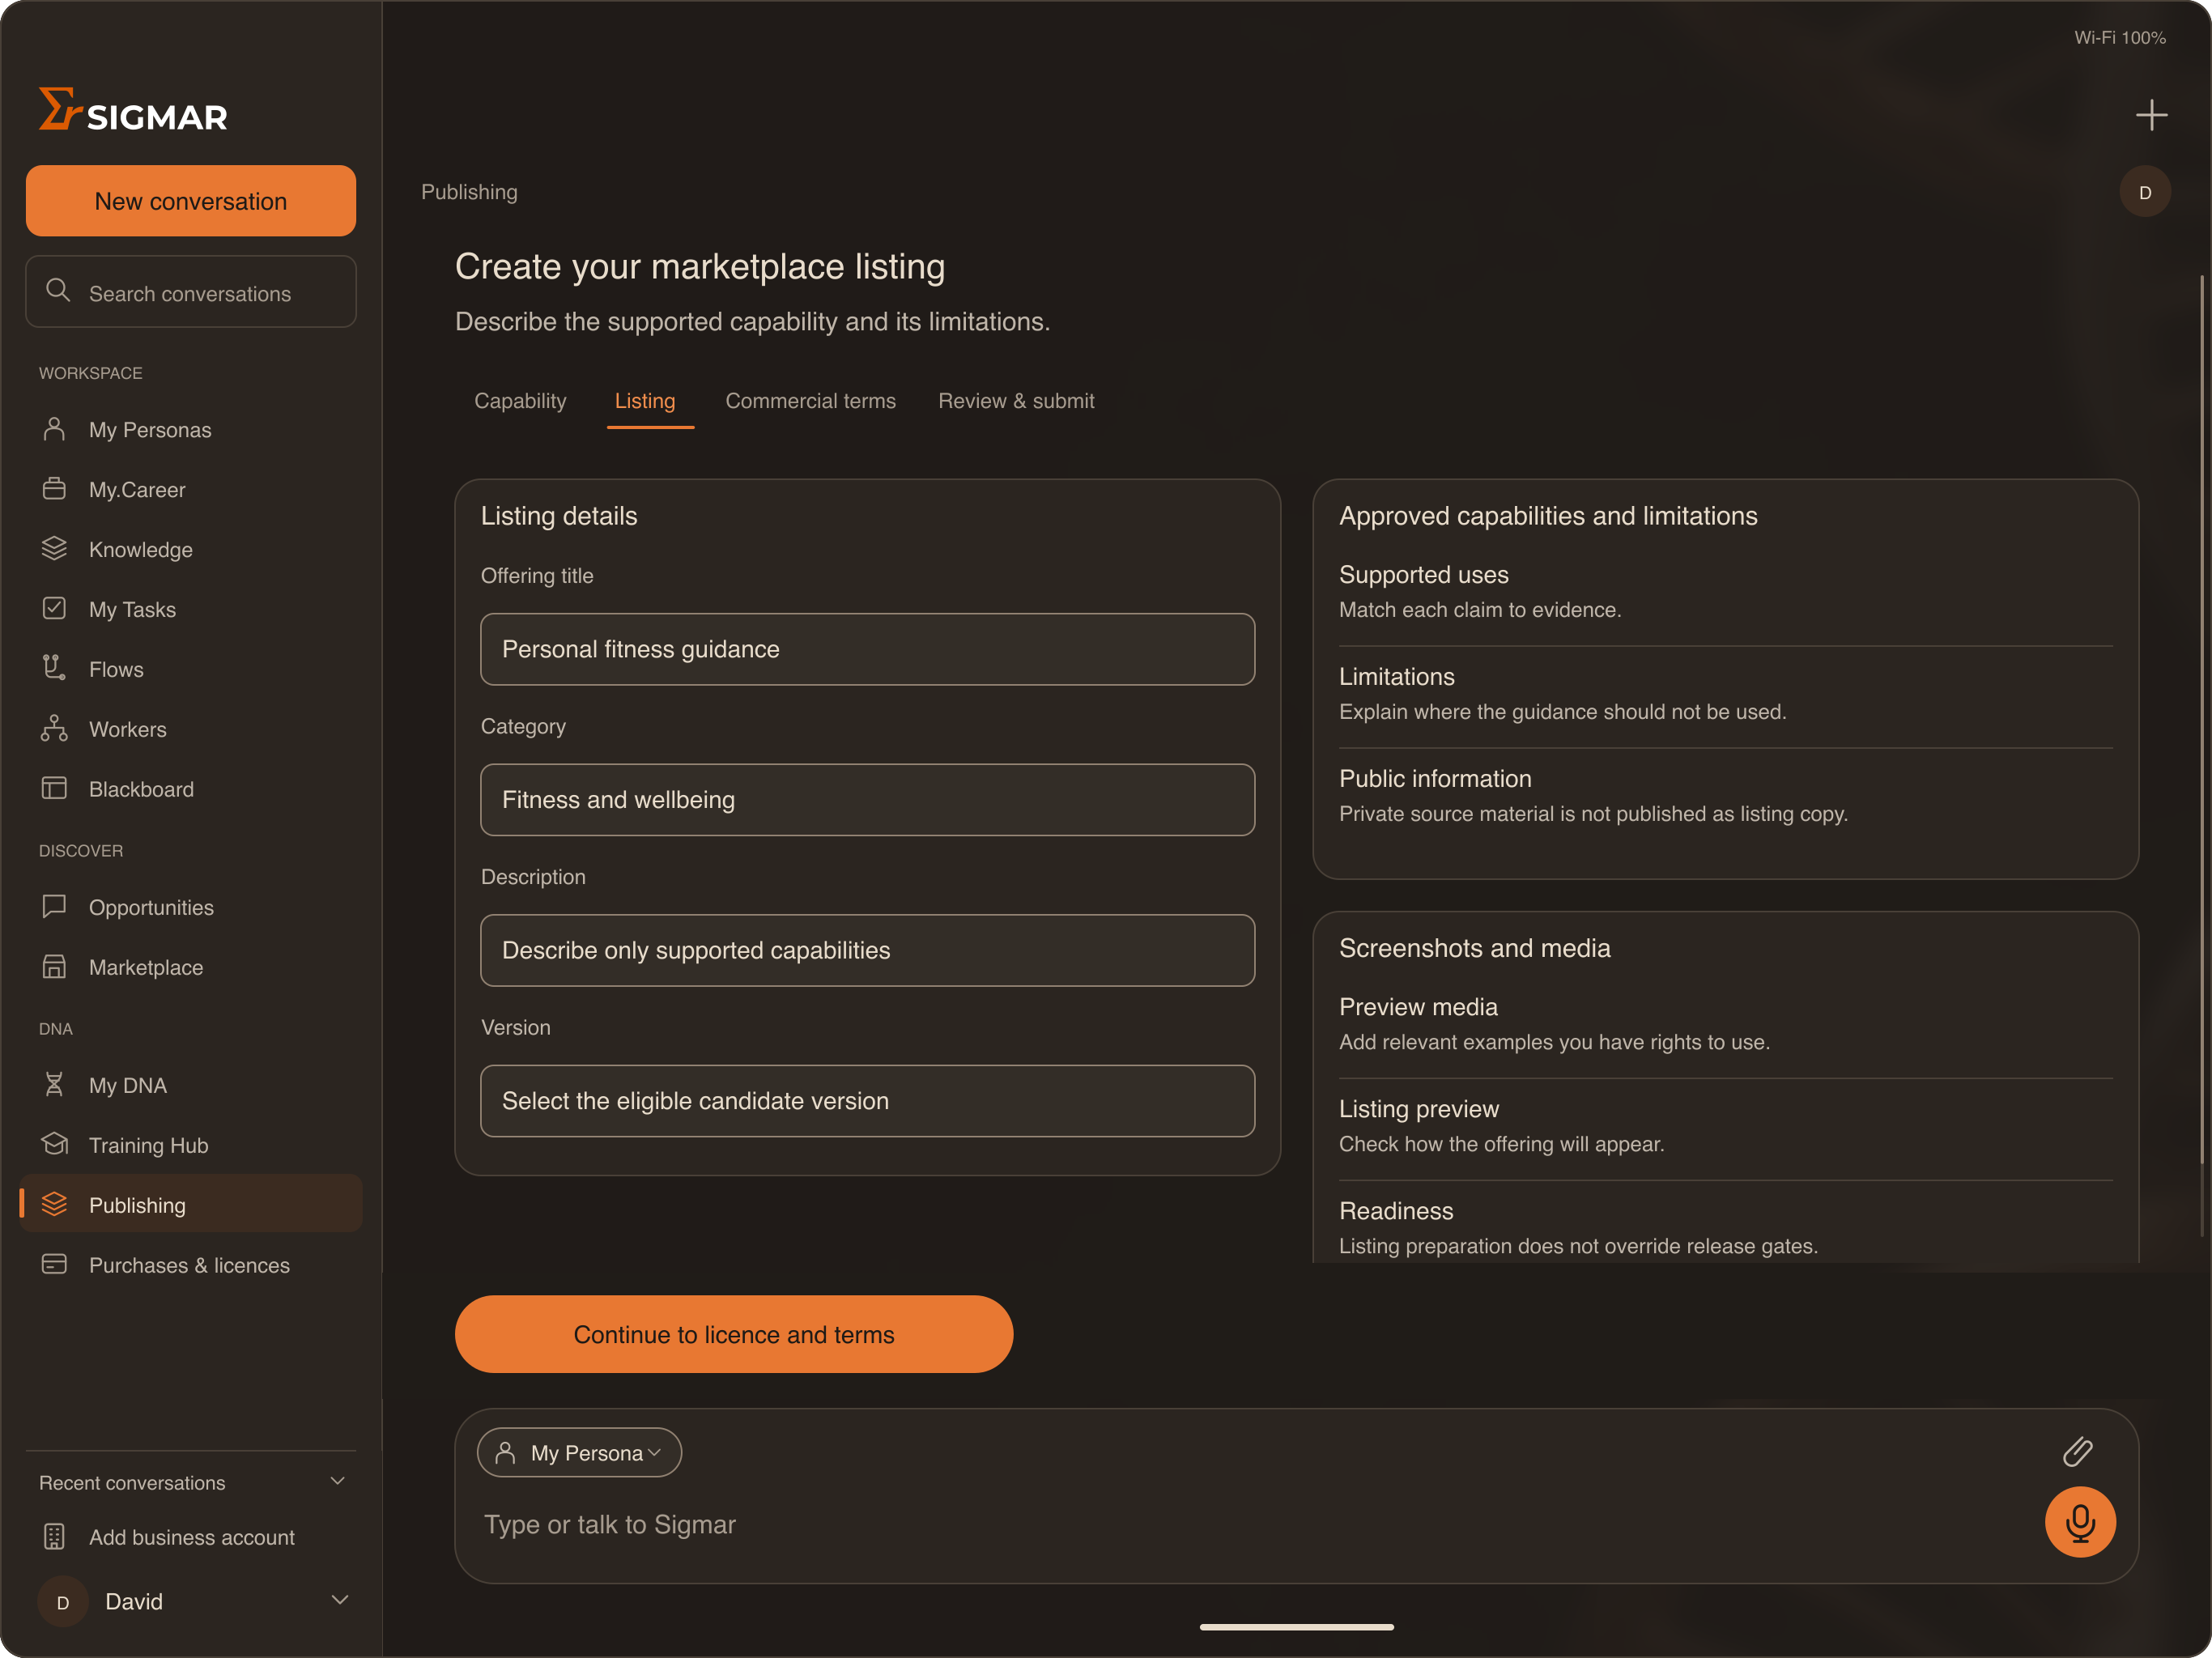 Wi-Fi 100%
Σr SIGMAR
New conversation
Search conversations
WORKSPACE
My Personas
My.Career
Knowledge
My Tasks
Flows
Workers
Blackboard
DISCOVER
Opportunities
Marketplace
DNA
My DNA
Training Hub
Publishing
Purchases & licences
Recent conversations
Add business account
D
David
Publishing
D
Create your marketplace listing
Describe the supported capability and its limitations.
Capability
Listing
Commercial terms
Review & submit
Listing details
Offering title
Personal fitness guidance
Category
Fitness and wellbeing
Description
Describe only supported capabilities
Version
Select the eligible candidate version
Approved capabilities and limitations
Supported uses
Match each claim to evidence.
Limitations
Explain where the guidance should not be used.
Public information
Private source material is not published as listing copy.
Screenshots and media
Preview media
Add relevant examples you have rights to use.
Listing preview
Check how the offering will appear.
Readiness
Listing preparation does not override release gates.
Continue to licence and terms
My Persona
Type or talk to Sigmar